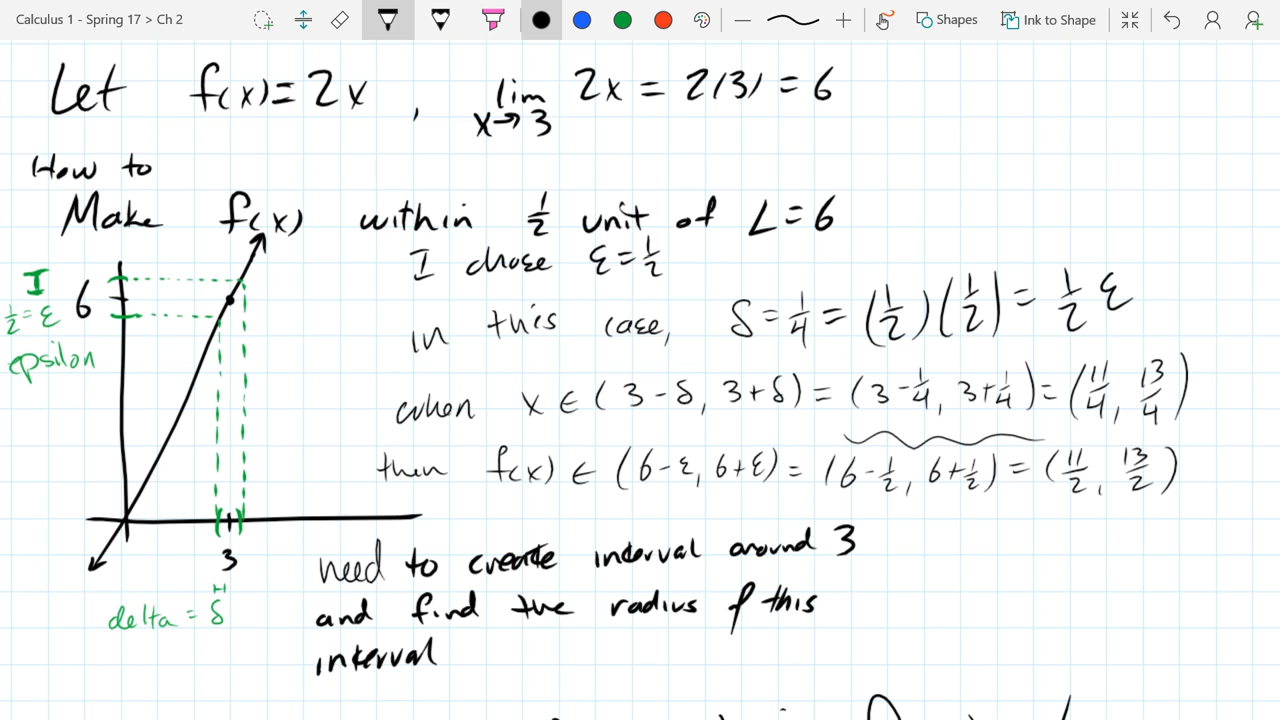 Calculus 1 - Spring 17 > Ch 2
Shapes
Ink to Shape
Let f(x) = 2x , lim x→3 2x = 2(3) = 6
How to
Make f(x) within 1/2 unit of L = 6
I chose ε = 1/2
I
1/2 = ε 6
epsilon
in this case, δ = 1/4 = (1/2)(1/2) = 1/2 ε
when x ∈ (3-δ, 3+δ) = (3-1/4, 3+1/4) = (11/4, 13/4)
then f(x) ∈ (6-ε, 6+ε) = (6-1/2, 6+1/2) = (11/2, 13/2)
3
delta = δ
need to create interval around 3
and find the radius of this
interval